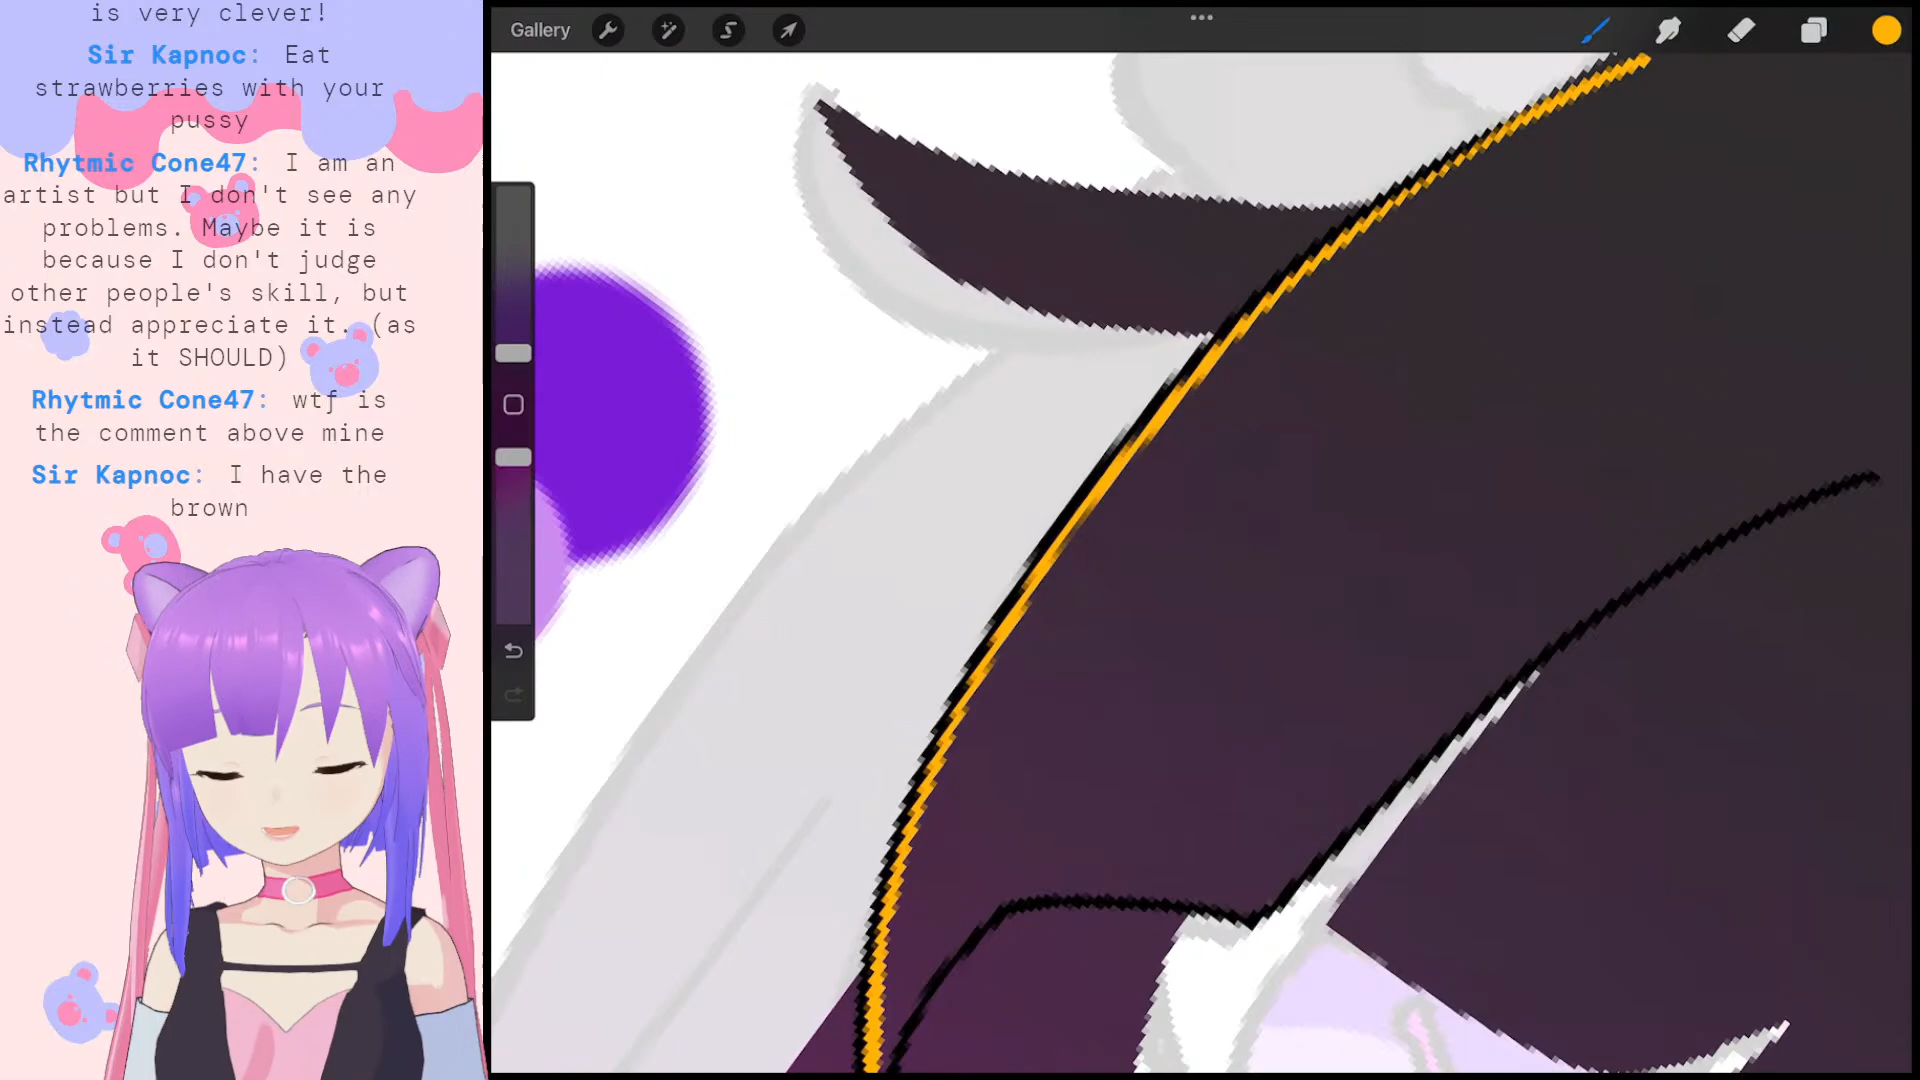 is very clever!
Sir Kapnoc: Eat
strawberries with your
pussy
Rhytmic Cone47: I am an
artist but I don't see any
problems. Maybe it is
because I don't judge
other people's skill, but
instead appreciate it. (as
it SHOULD)
Rhytmic Cone47: wtf is
the comment above mine
Sir Kapnoc: I have the
brown
Gallery